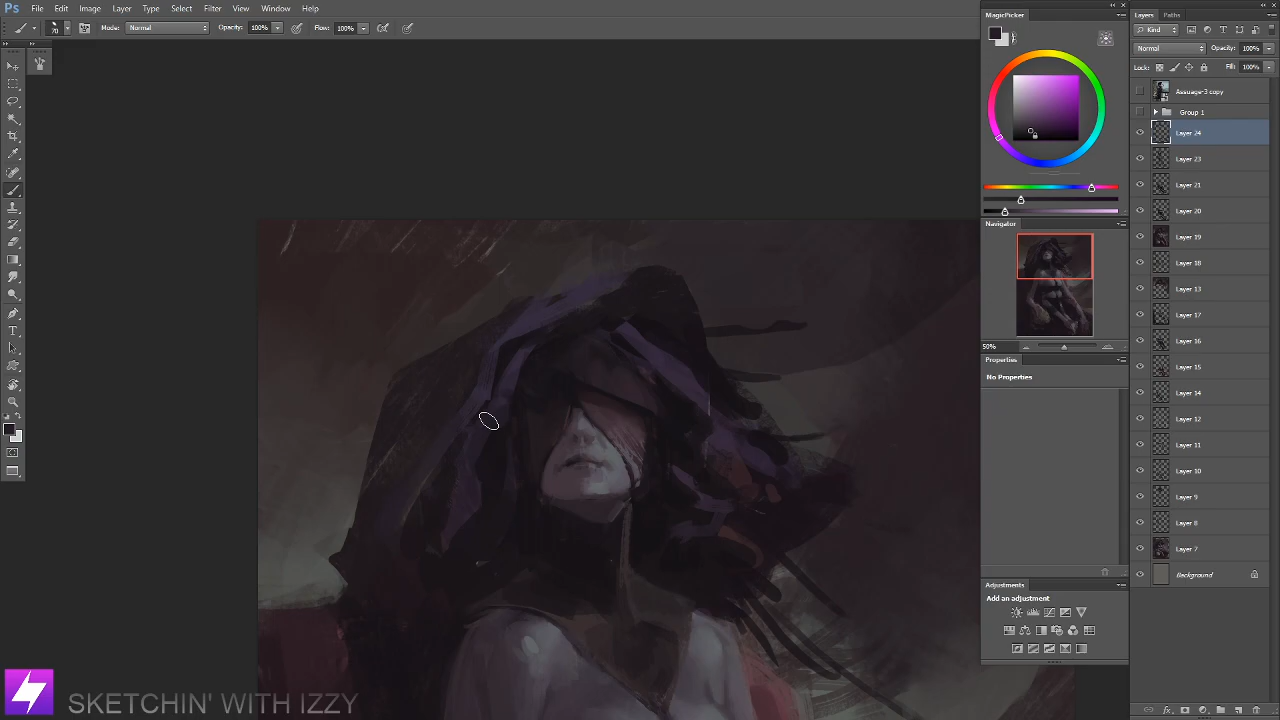 Ps File Edit Image Layer Type Select Filter View Window Help
70 Mode: Normal Opacity: 100% Flow: 100%
MagicPicker
Navigator
50%
Properties
No Properties
Adjustments
Add an adjustment
Layers Paths
Kind
Normal Opacity: 100%
Lock: Fill: 100%
Assuage-3 copy
Group 1
Layer 24
Layer 23
Layer 21
Layer 20
Layer 19
Layer 18
Layer 13
Layer 17
Layer 16
Layer 15
Layer 14
Layer 12
Layer 11
Layer 10
Layer 9
Layer 8
Layer 7
Background
SKETCHIN' WITH IZZY